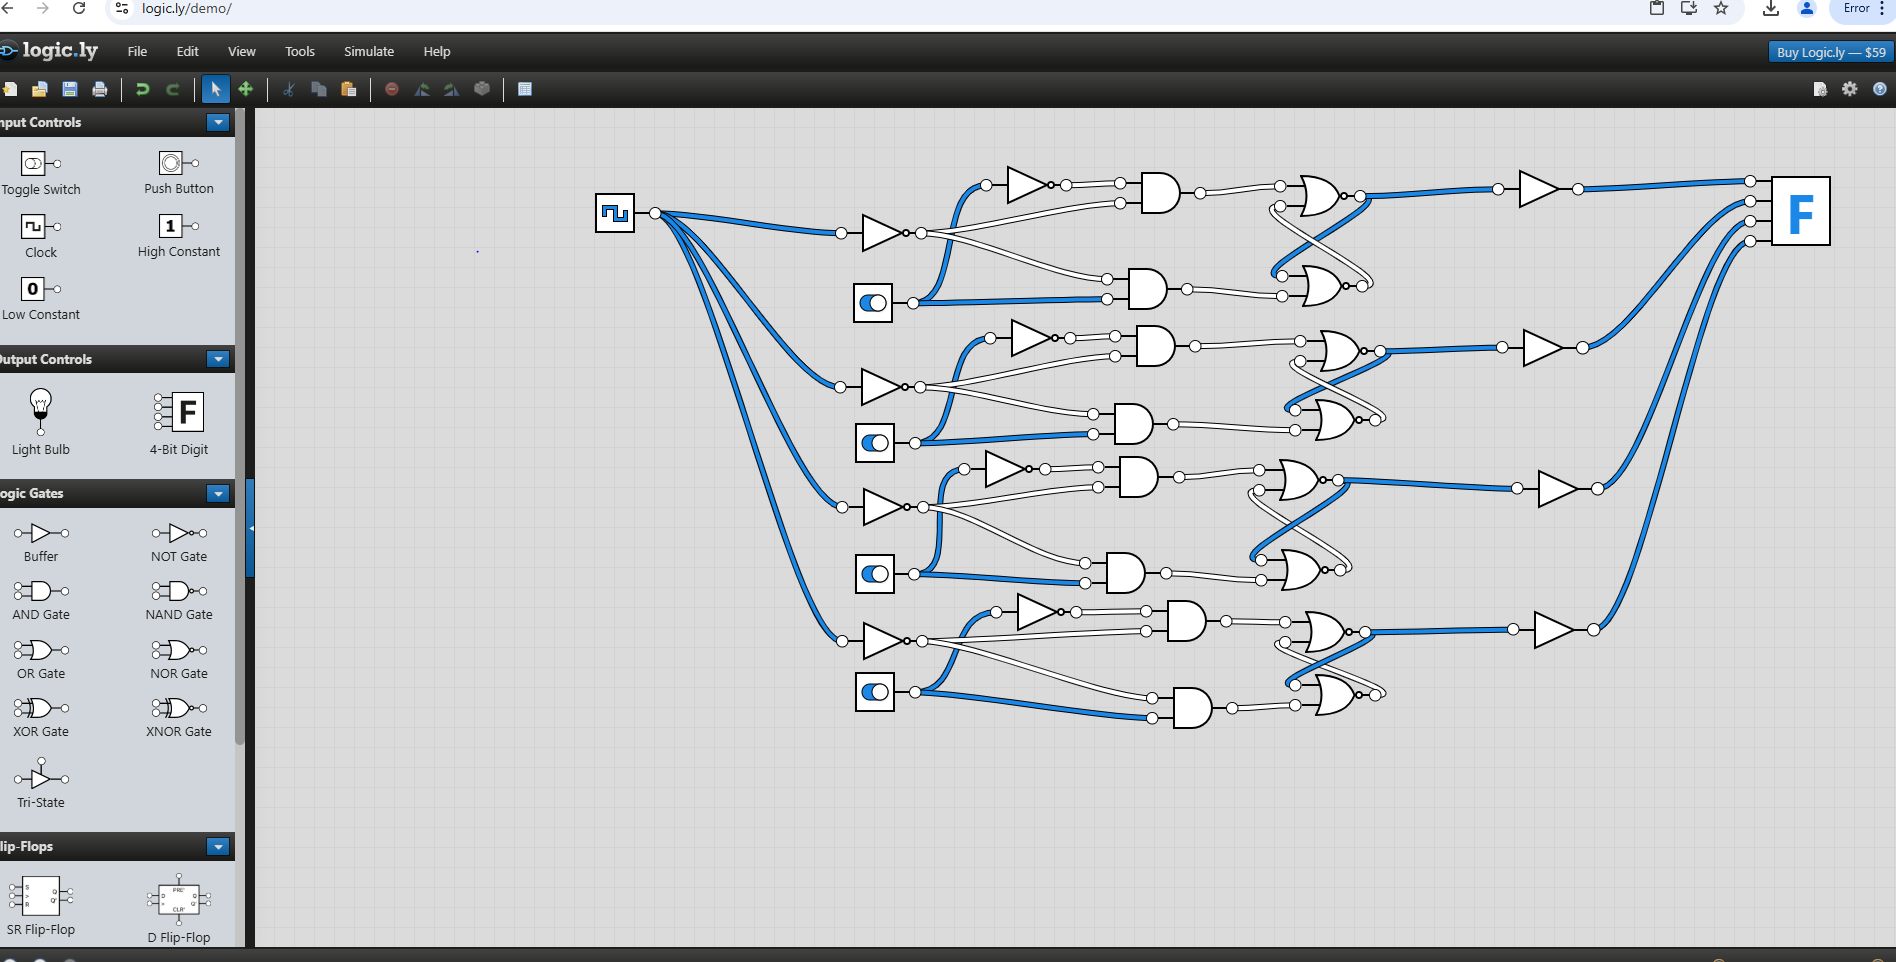 logic.ly/demo/
Error
logic.ly
File Edit View Tools Simulate Help
Buy Logic.ly — $59
nput Controls
Toggle Switch
Push Button
Clock
1
High Constant
0
Low Constant
Output Controls
Light Bulb
F
4-Bit Digit
ogic Gates
Buffer
NOT Gate
AND Gate
NAND Gate
OR Gate
NOR Gate
XOR Gate
XNOR Gate
Tri-State
lip-Flops
S Q
>
R Q'
SR Flip-Flop
PRE'
D Q
> Q'
CLR'
D Flip-Flop
F